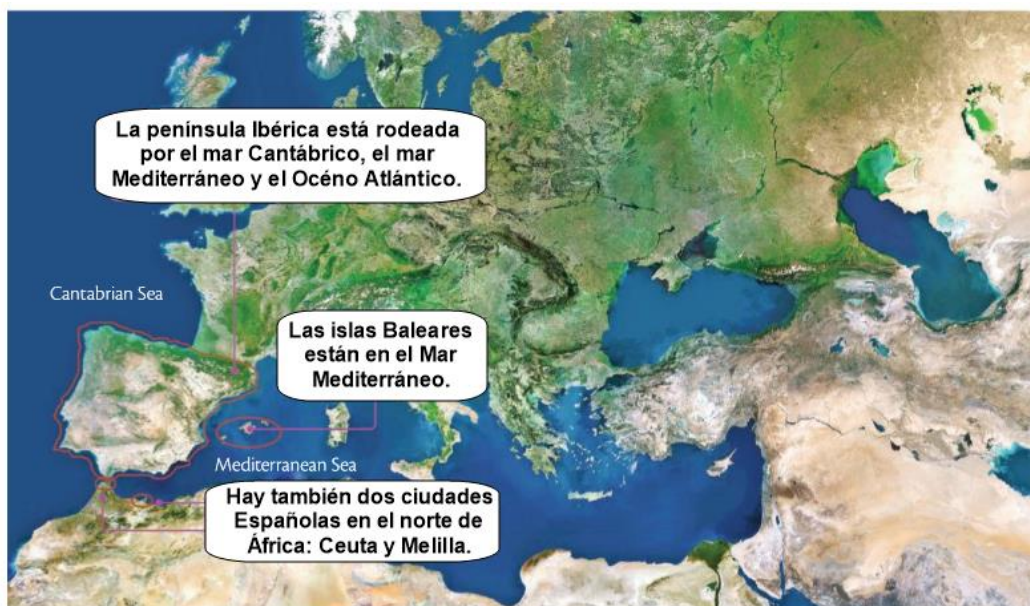 La península Ibérica está rodeada
por el mar Cantábrico, el mar
Mediterráneo y el Océno Atlántico.
Cantabrian Sea
Las islas Baleares
están en el Mar
Mediterráneo.
Mediterranean Sea
Hay también dos ciudades
Españolas en el norte de
África: Ceuta y Melilla.